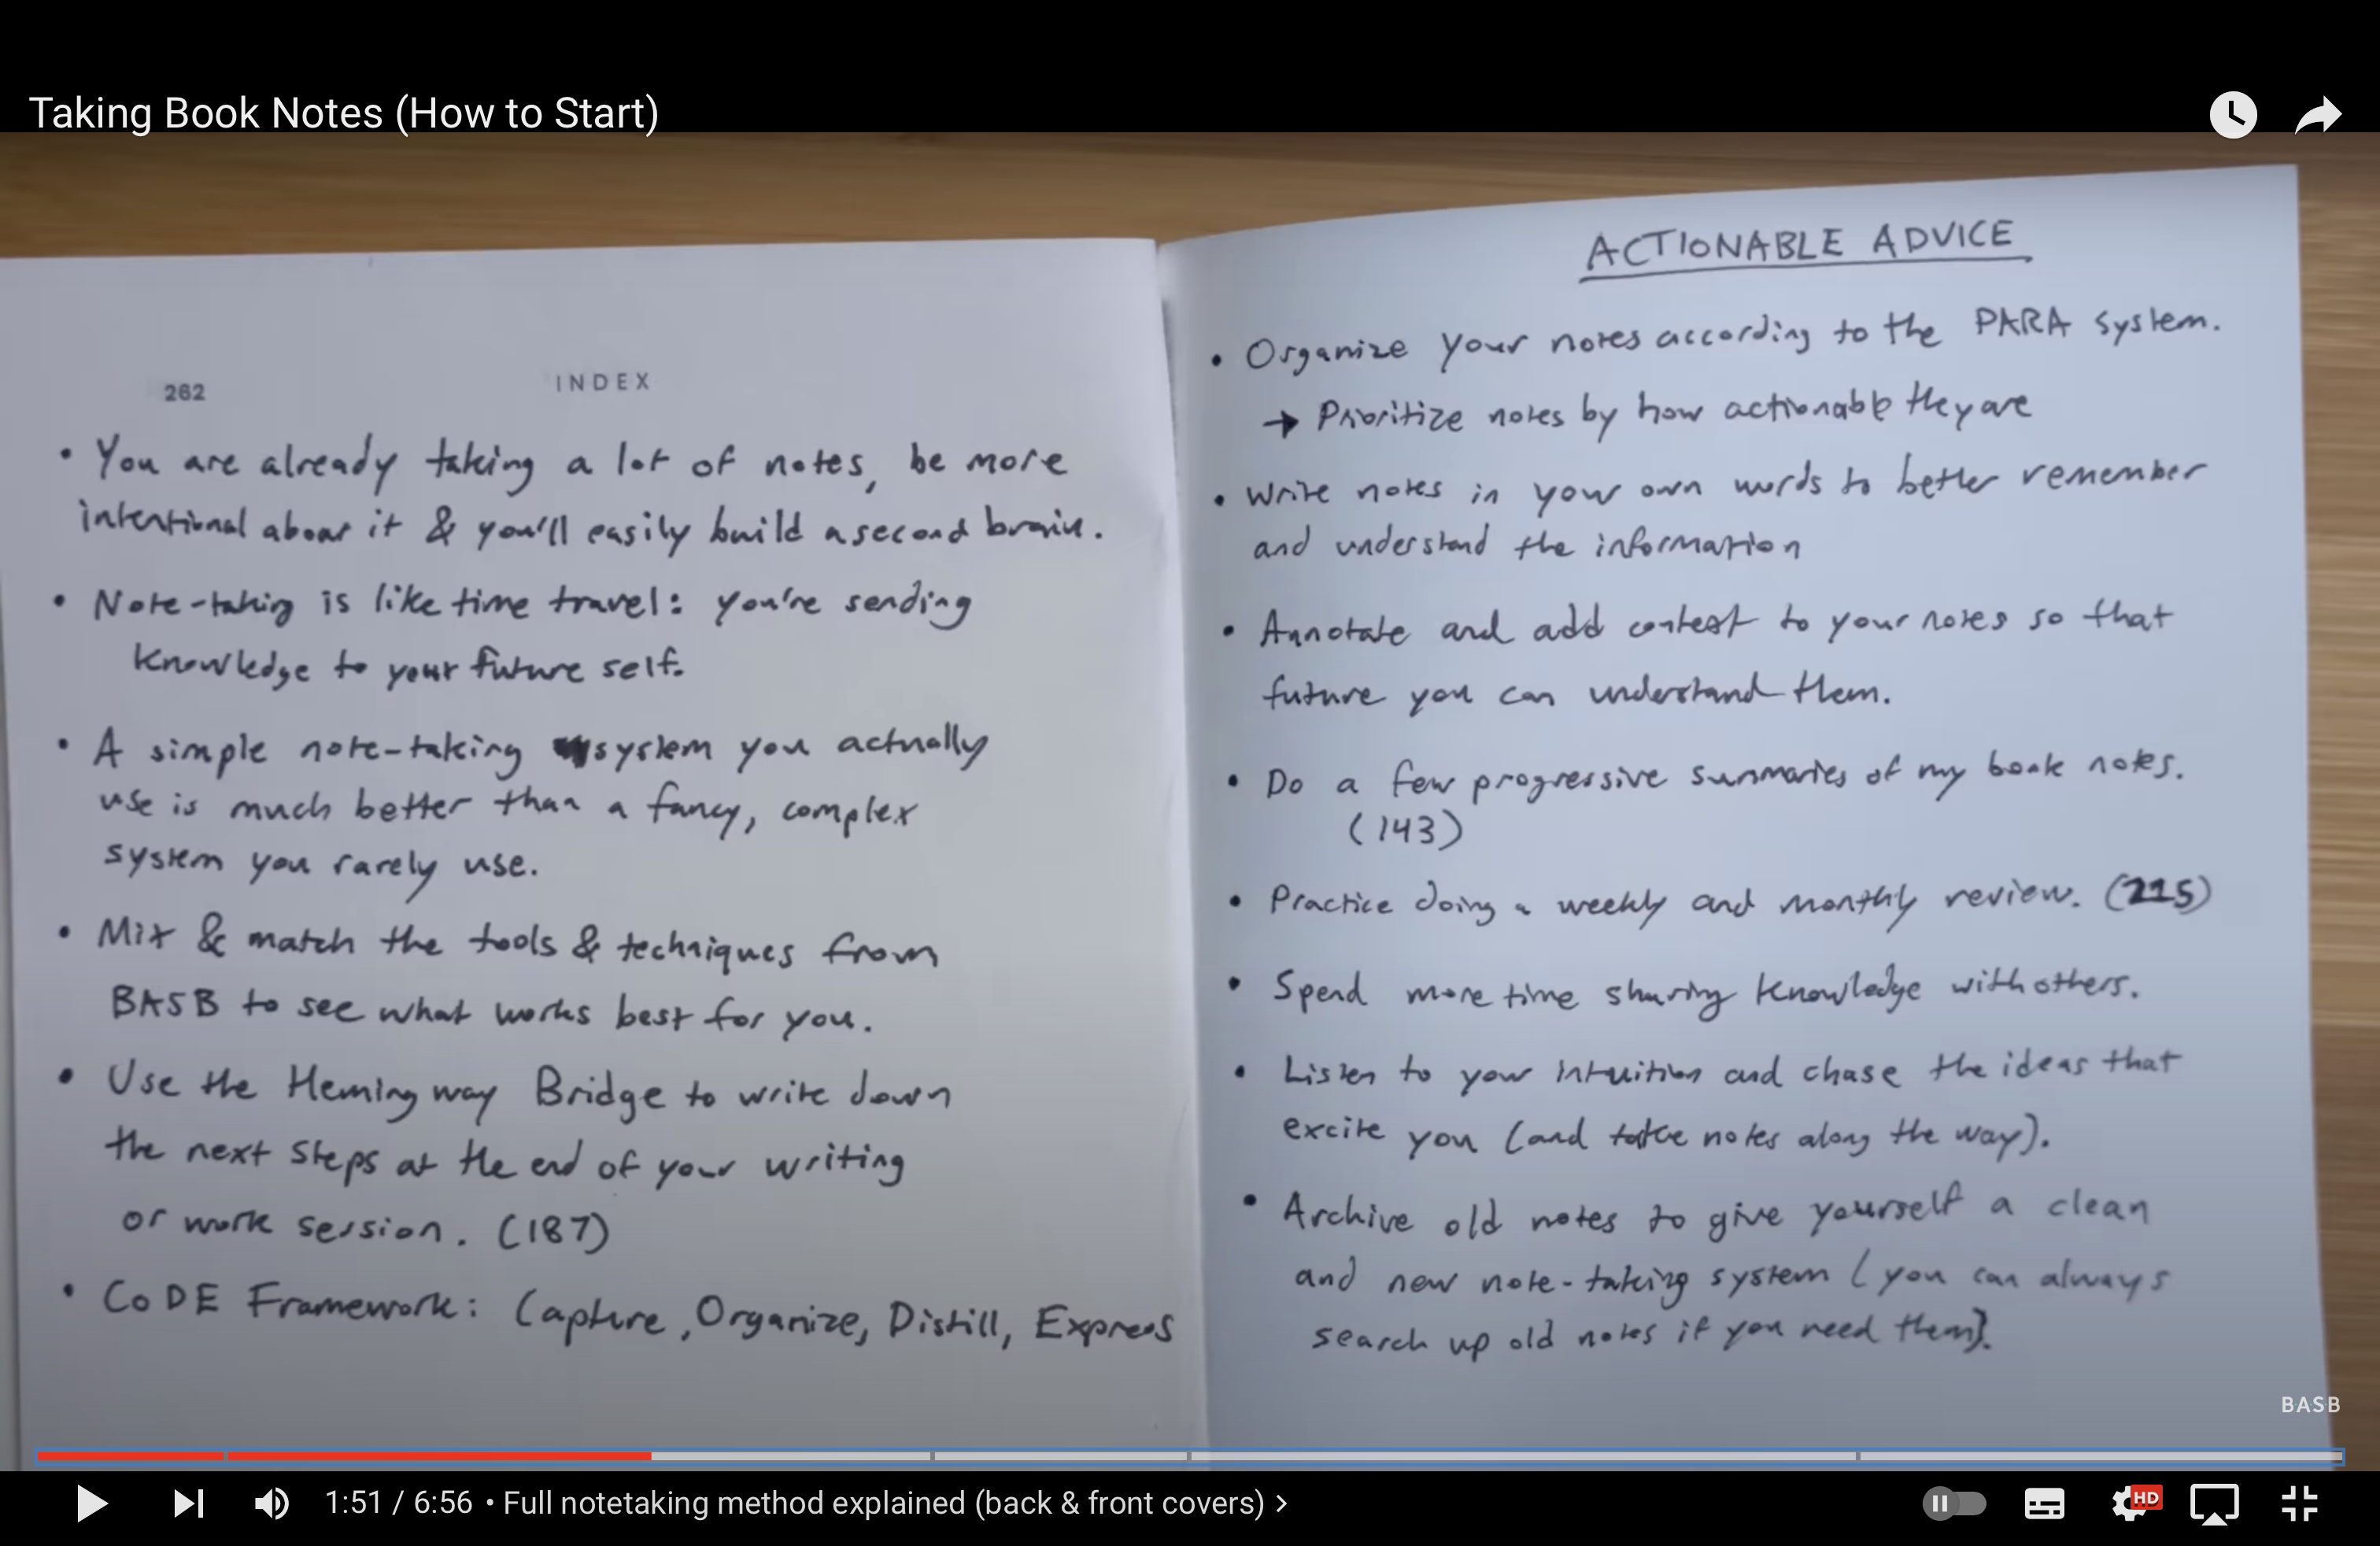 Taking Book Notes (How to Start)
262 INDEX
• You are already taking a lot of notes, be more
intentional about it & you'll easily build a second brain.
• Note-taking is like time travel: you're sending
knowledge to your future self.
• A simple note-taking system you actually
use is much better than a fancy, complex
system you rarely use.
• Mix & match the tools & techniques from
BASB to see what works best for you.
• Use the Hemingway Bridge to write down
the next steps at the end of your writing
or work session. (187)
• CODE Framework: Capture, Organize, Distill, Express
ACTIONABLE ADVICE
• Organize your notes according to the PARA system.
→ Prioritize notes by how actionable they are
• Write notes in your own words to better remember
and understand the information
• Annotate and add context to your notes so that
future you can understand them.
• Do a few progressive summaries of my book notes.
(143)
• Practice doing a weekly and monthly review. (215)
• Spend more time sharing knowledge with others.
• Listen to your intuition and chase the ideas that
excite you (and take notes along the way).
• Archive old notes to give yourself a clean
and new note-taking system (you can always
search up old notes if you need them).
BASB
1:51 / 6:56 • Full notetaking method explained (back & front covers) >
HD